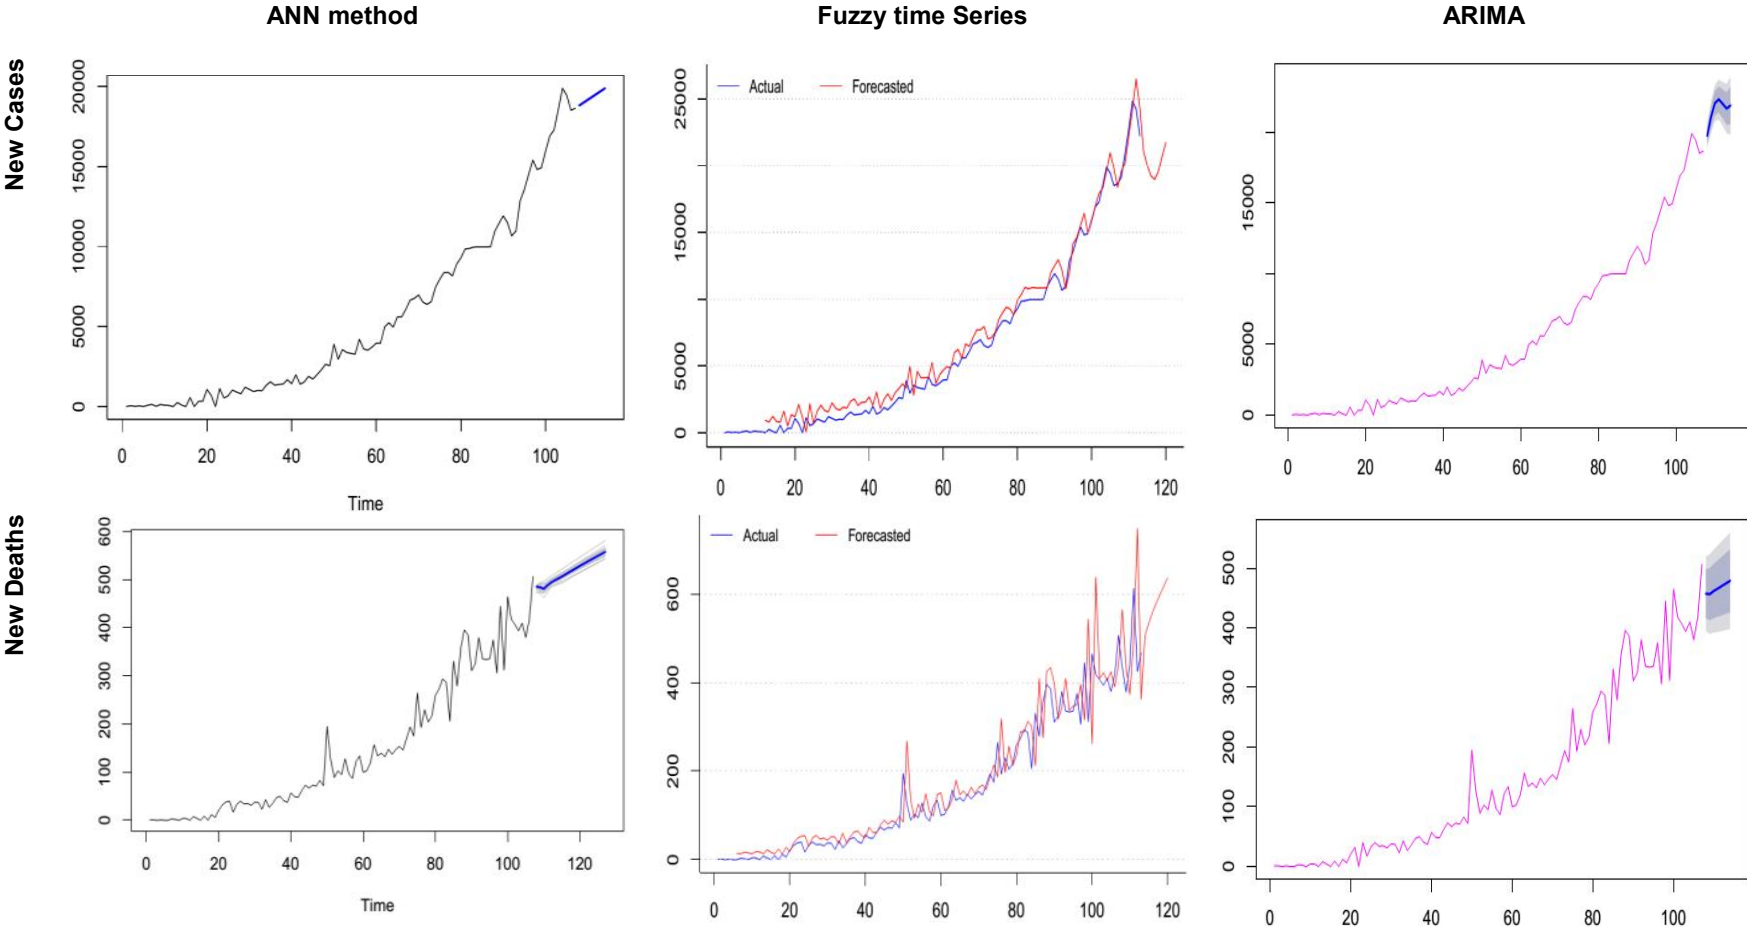 ANN method
Fuzzy time Series
ARIMA
New Cases
20000
15000
10000
5000
0
0 20 40 60 80 100
Time
Actual Forecasted
25000
15000
5000
0
0 20 40 60 80 100 120
15000
5000
0
0 20 40 60 80 100
New Deaths
600
500
400
300
200
100
0
0 20 40 60 80 100 120
Time
Actual Forecasted
600
400
200
0
0 20 40 60 80 100 120
500
400
300
200
100
0
0 20 40 60 80 100